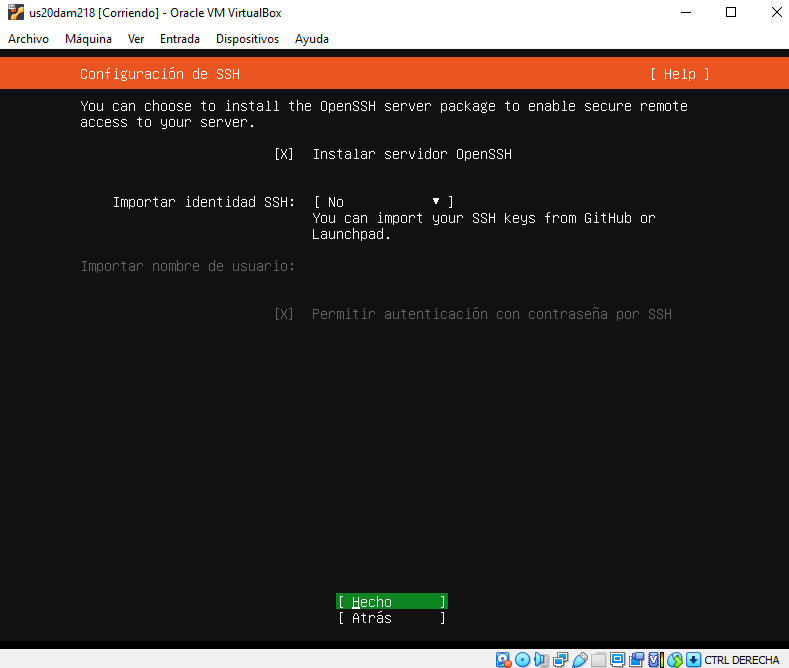 us20dam218 [Corriendo] - Oracle VM VirtualBox
Archivo Máquina Ver Entrada Dispositivos Ayuda
Configuración de SSH [ Help ]
You can choose to install the OpenSSH server package to enable secure remote
access to your server.
[X] Instalar servidor OpenSSH
Importar identidad SSH: [ No ▾ ]
You can import your SSH keys from GitHub or
Launchpad.
Importar nombre de usuario:
[X] Permitir autenticación con contraseña por SSH
[ Hecho ]
[ Atrás ]
CTRL DERECHA